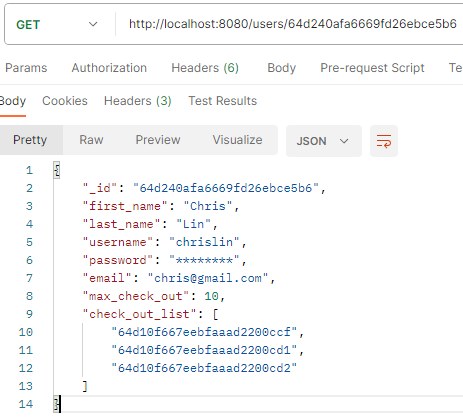 GET http://localhost:8080/users/64d240afa6669fd26ebce5b6
Params Authorization Headers (6) Body Pre-request Script Te
Body Cookies Headers (3) Test Results
Pretty Raw Preview Visualize JSON
1 {
2 "_id": "64d240afa6669fd26ebce5b6",
3 "first_name": "Chris",
4 "last_name": "Lin",
5 "username": "chrislin",
6 "password": "********",
7 "email": "chris@gmail.com",
8 "max_check_out": 10,
9 "check_out_list": [
10 "64d10f667eebfaaad2200ccf",
11 "64d10f667eebfaaad2200cd1",
12 "64d10f667eebfaaad2200cd2"
13 ]
14 }